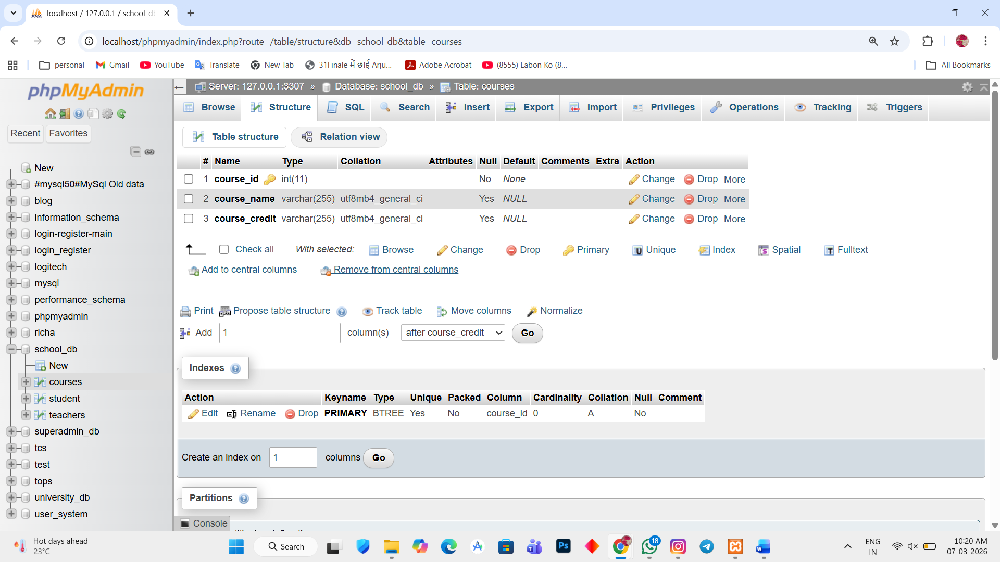 localhost / 127.0.0.1 / school_db
localhost/phpmyadmin/index.php?route=/table/structure&db=school_db&table=courses
personal Gmail YouTube Translate New Tab 31Finale में छाई Arju... Adobe Acrobat (8555) Labon Ko (8... All Bookmarks
phpMyAdmin
Recent Favorites
New
#mysql50#MySql Old data
blog
information_schema
login-register-main
login_register
logitech
mysql
performance_schema
phpmyadmin
richa
school_db
New
courses
student
teachers
superadmin_db
tcs
test
tops
university_db
user_system
Server: 127.0.0.1:3307 » Database: school_db » Table: courses
Browse Structure SQL Search Insert Export Import Privileges Operations Tracking Triggers
Table structure Relation view
# Name Type Collation Attributes Null Default Comments Extra Action
1 course_id int(11) No None Change Drop More
2 course_name varchar(255) utf8mb4_general_ci Yes NULL Change Drop More
3 course_credit varchar(255) utf8mb4_general_ci Yes NULL Change Drop More
Check all With selected: Browse Change Drop Primary Unique Index Spatial Fulltext
Add to central columns Remove from central columns
Print Propose table structure Track table Move columns Normalize
Add 1 column(s) after course_credit Go
Indexes
Action Keyname Type Unique Packed Column Cardinality Collation Null Comment
Edit Rename Drop PRIMARY BTREE Yes No course_id 0 A No
Create an index on 1 columns Go
Partitions
Console
Hot days ahead
23°C
Search
18
ENG
IN
10:20 AM
07-03-2026